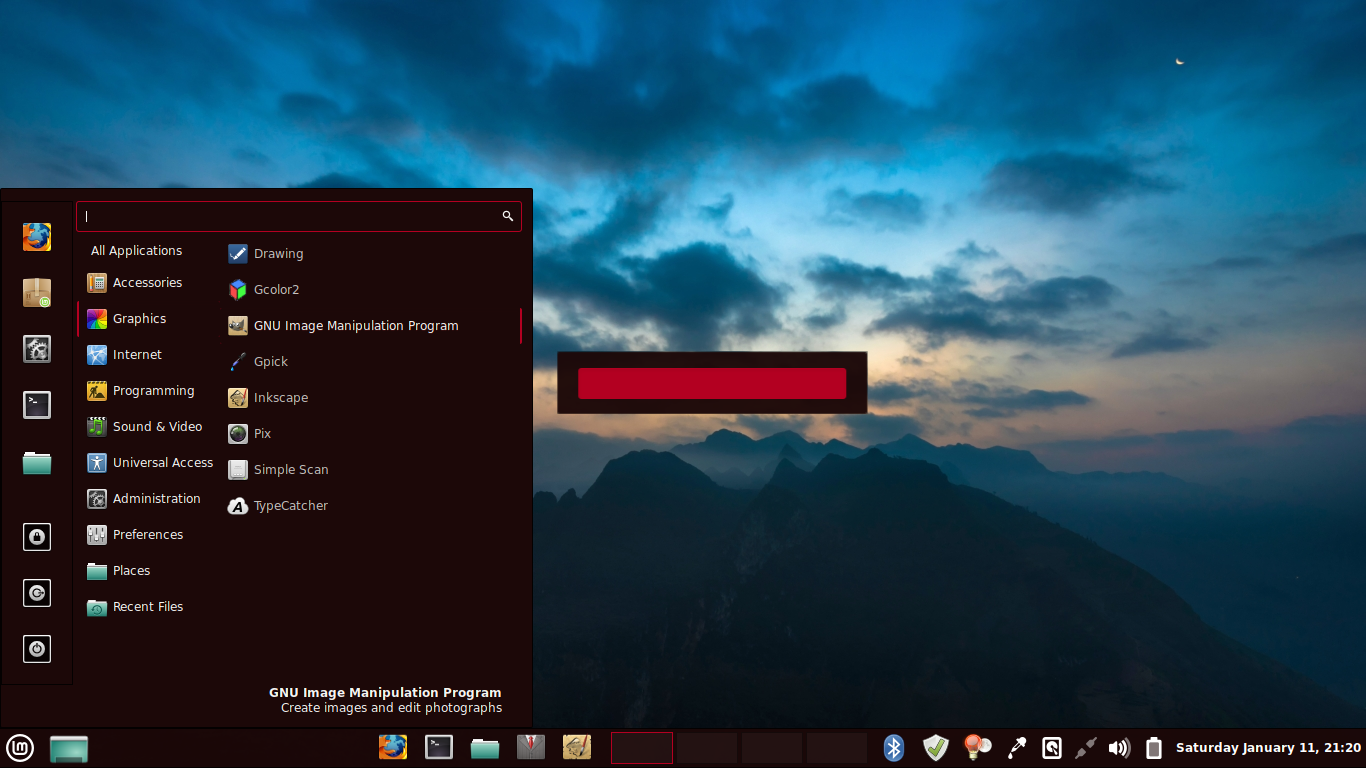 All Applications
Accessories
Graphics
Internet
Programming
Sound & Video
Universal Access
Administration
Preferences
Places
Recent Files
Drawing
Gcolor2
GNU Image Manipulation Program
Gpick
Inkscape
Pix
Simple Scan
TypeCatcher
GNU Image Manipulation Program
Create images and edit photographs
Saturday January 11, 21:20